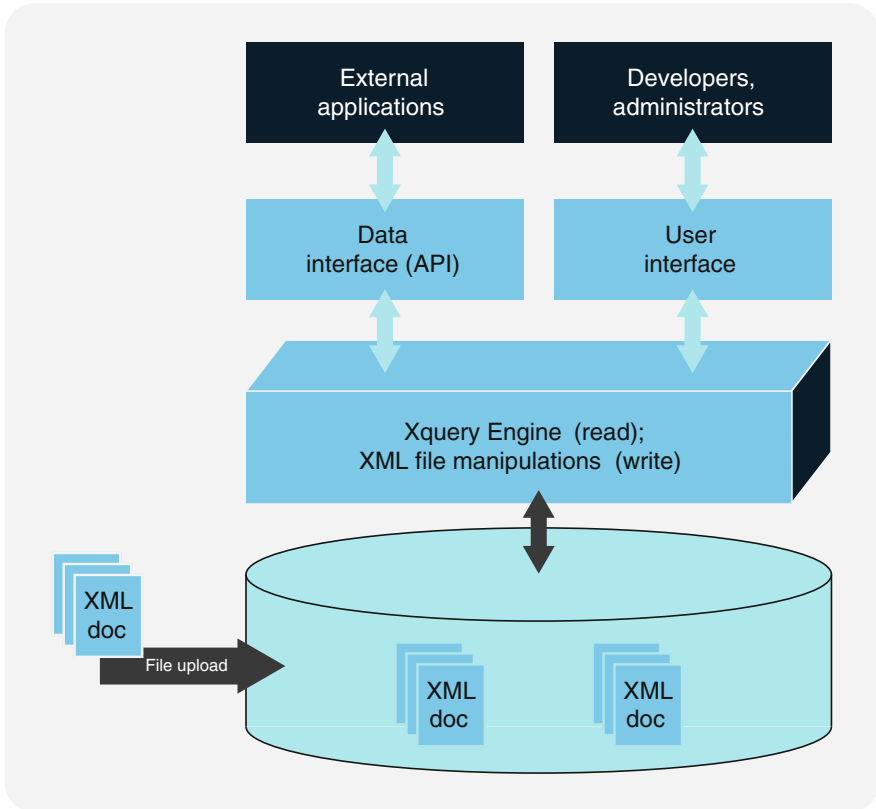 External
applications
Developers,
administrators
Data
interface (API)
User
interface
Xquery Engine (read);
XML file manipulations (write)
XML
doc
File upload
XML
doc
XML
doc